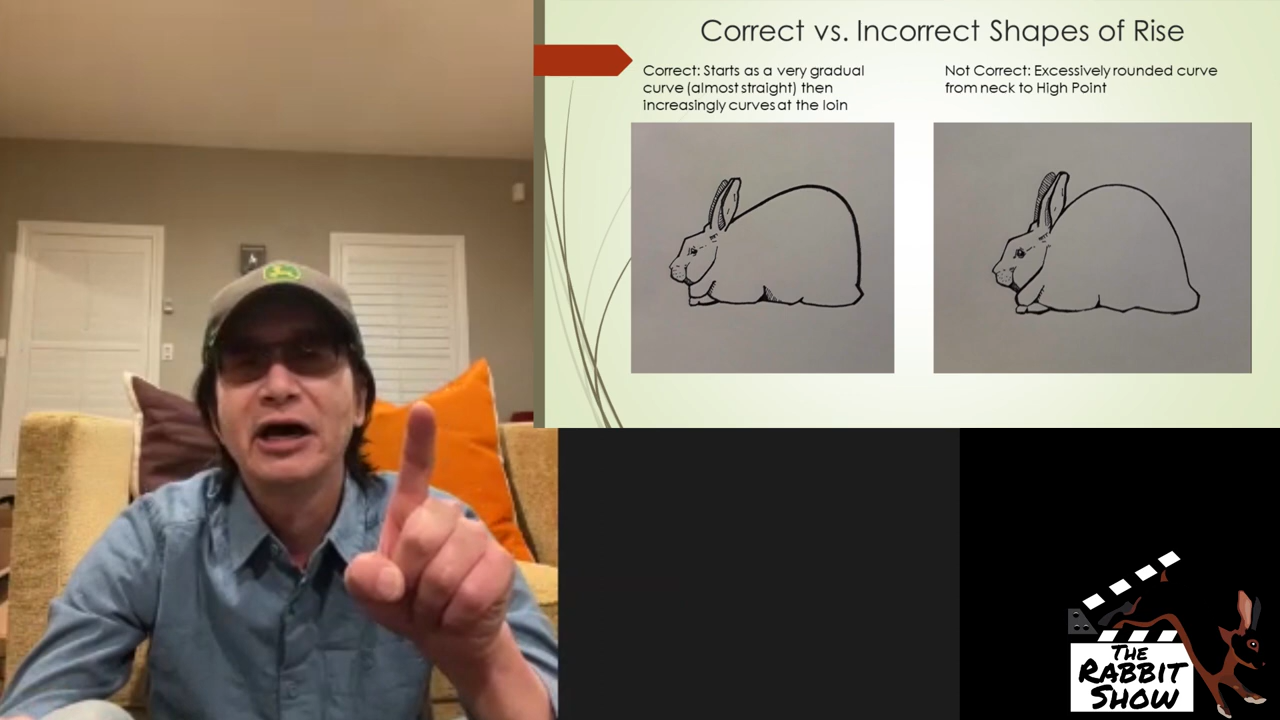 Correct vs. Incorrect Shapes of Rise
Correct: Starts as a very gradual
curve (almost straight) then
increasingly curves at the loin
Not Correct: Excessively rounded curve
from neck to High Point
THE
RABBIT
SHOW